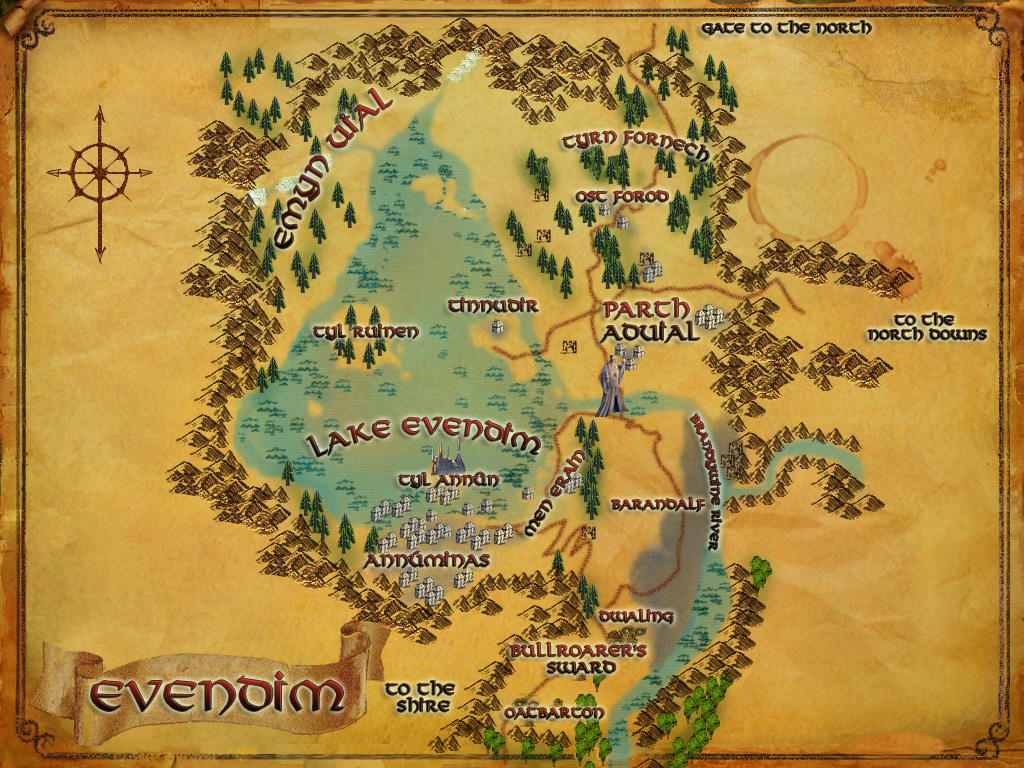 GATE TO THE NORTH
EMYN UIAL
TYRN FORNECH
OST FOROD
TINNUDIR
PARTH
ADUIAL
TYL RUINEN
TO THE
NORTH DOWNS
LAKE EVENDIM
BRANDYWINE RIVER
TYL ANNÛN
MEN ERAIN
BARANDALF
ANNÚMINAS
DWALING
BULLROARER'S
SWARD
EVENDIM
TO THE
SHIRE
OATBARTON